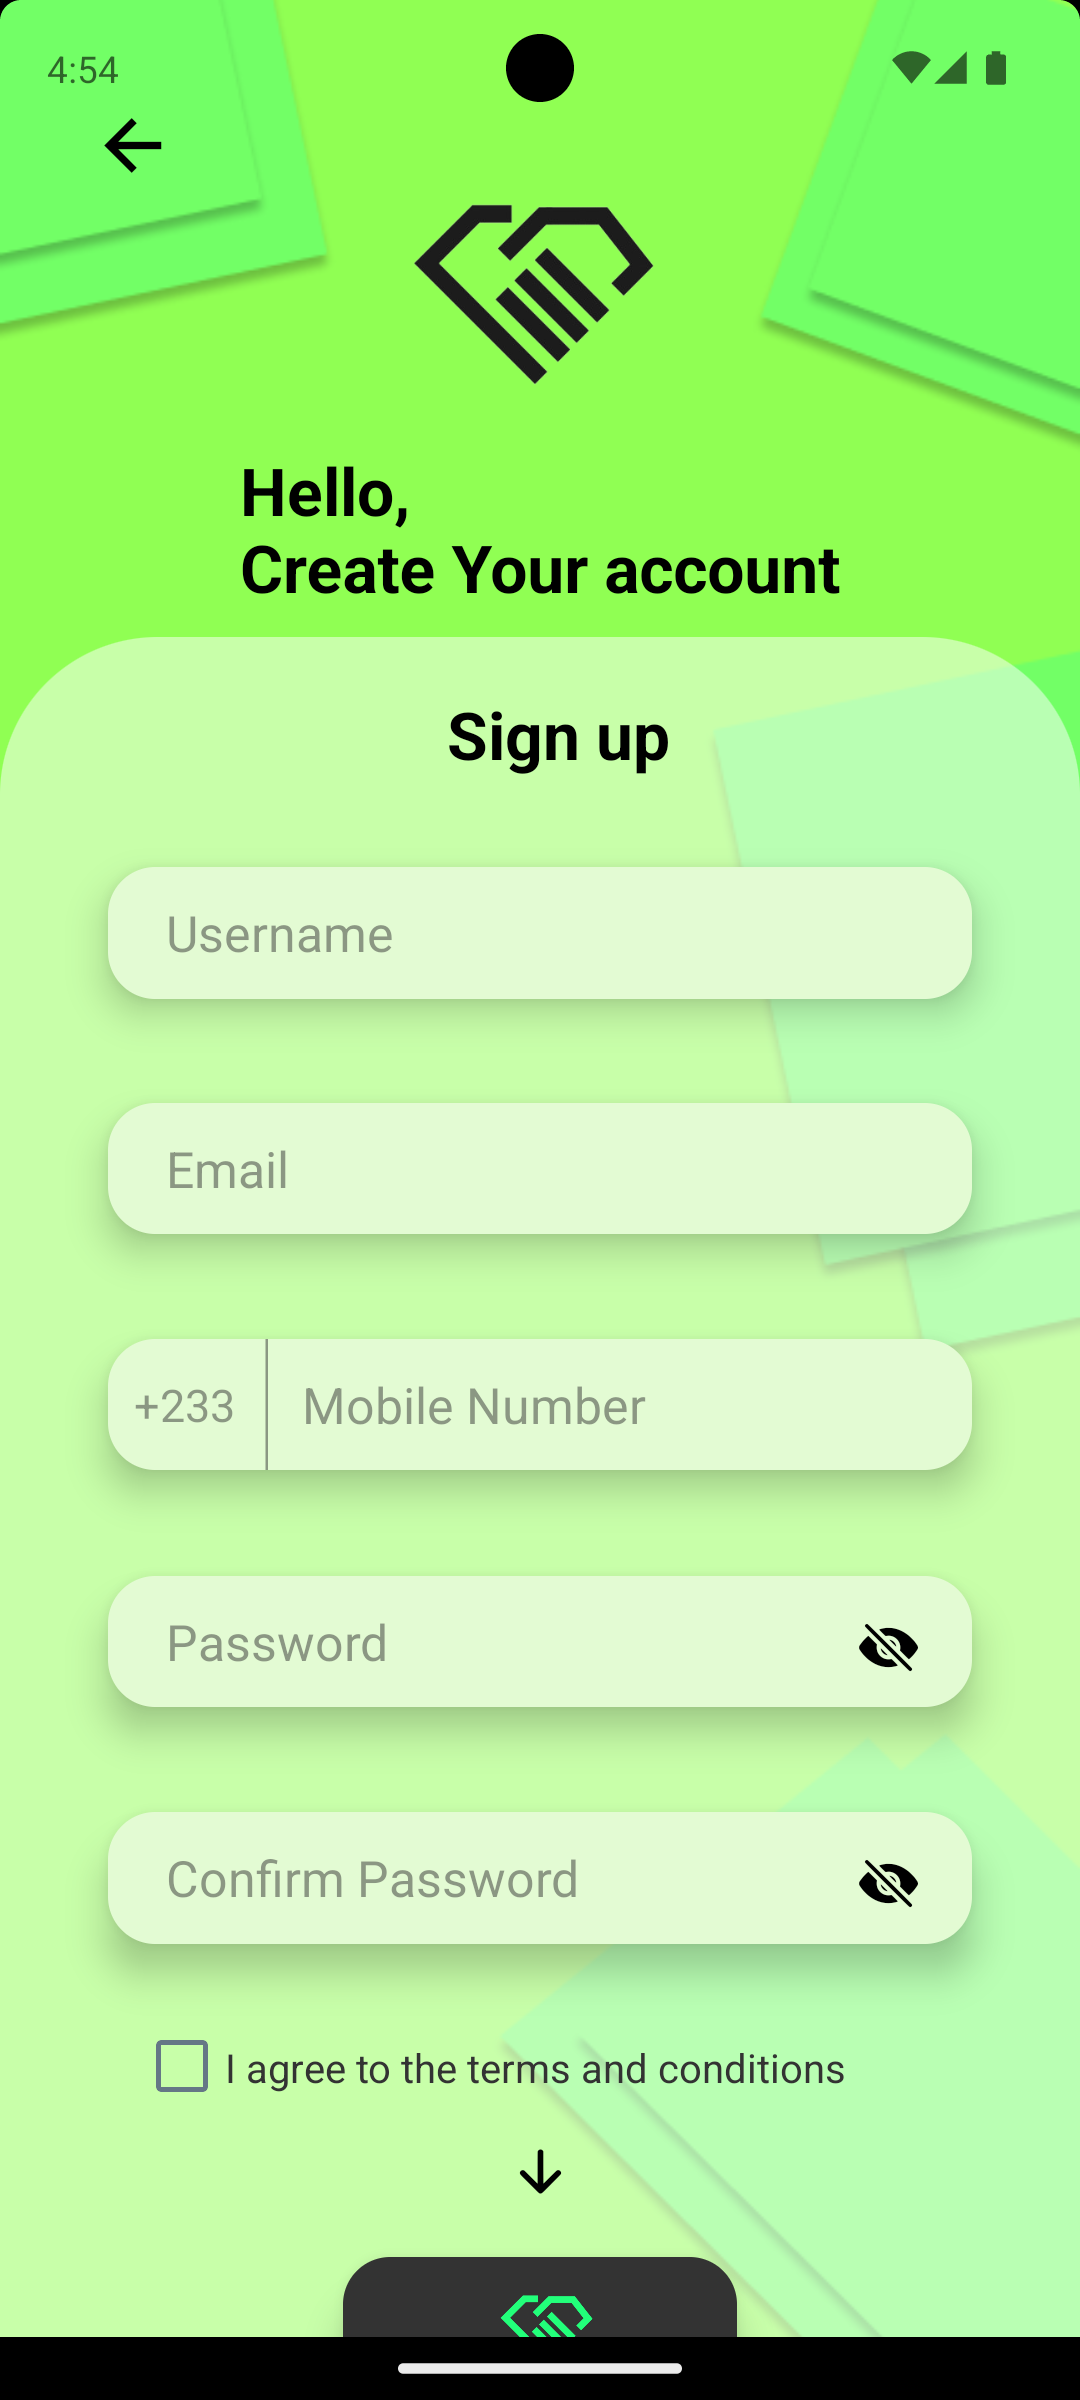 4:54
Hello,
Create Your account
Sign up
Username
Email
+233 Mobile Number
Password
Confirm Password
I agree to the terms and conditions